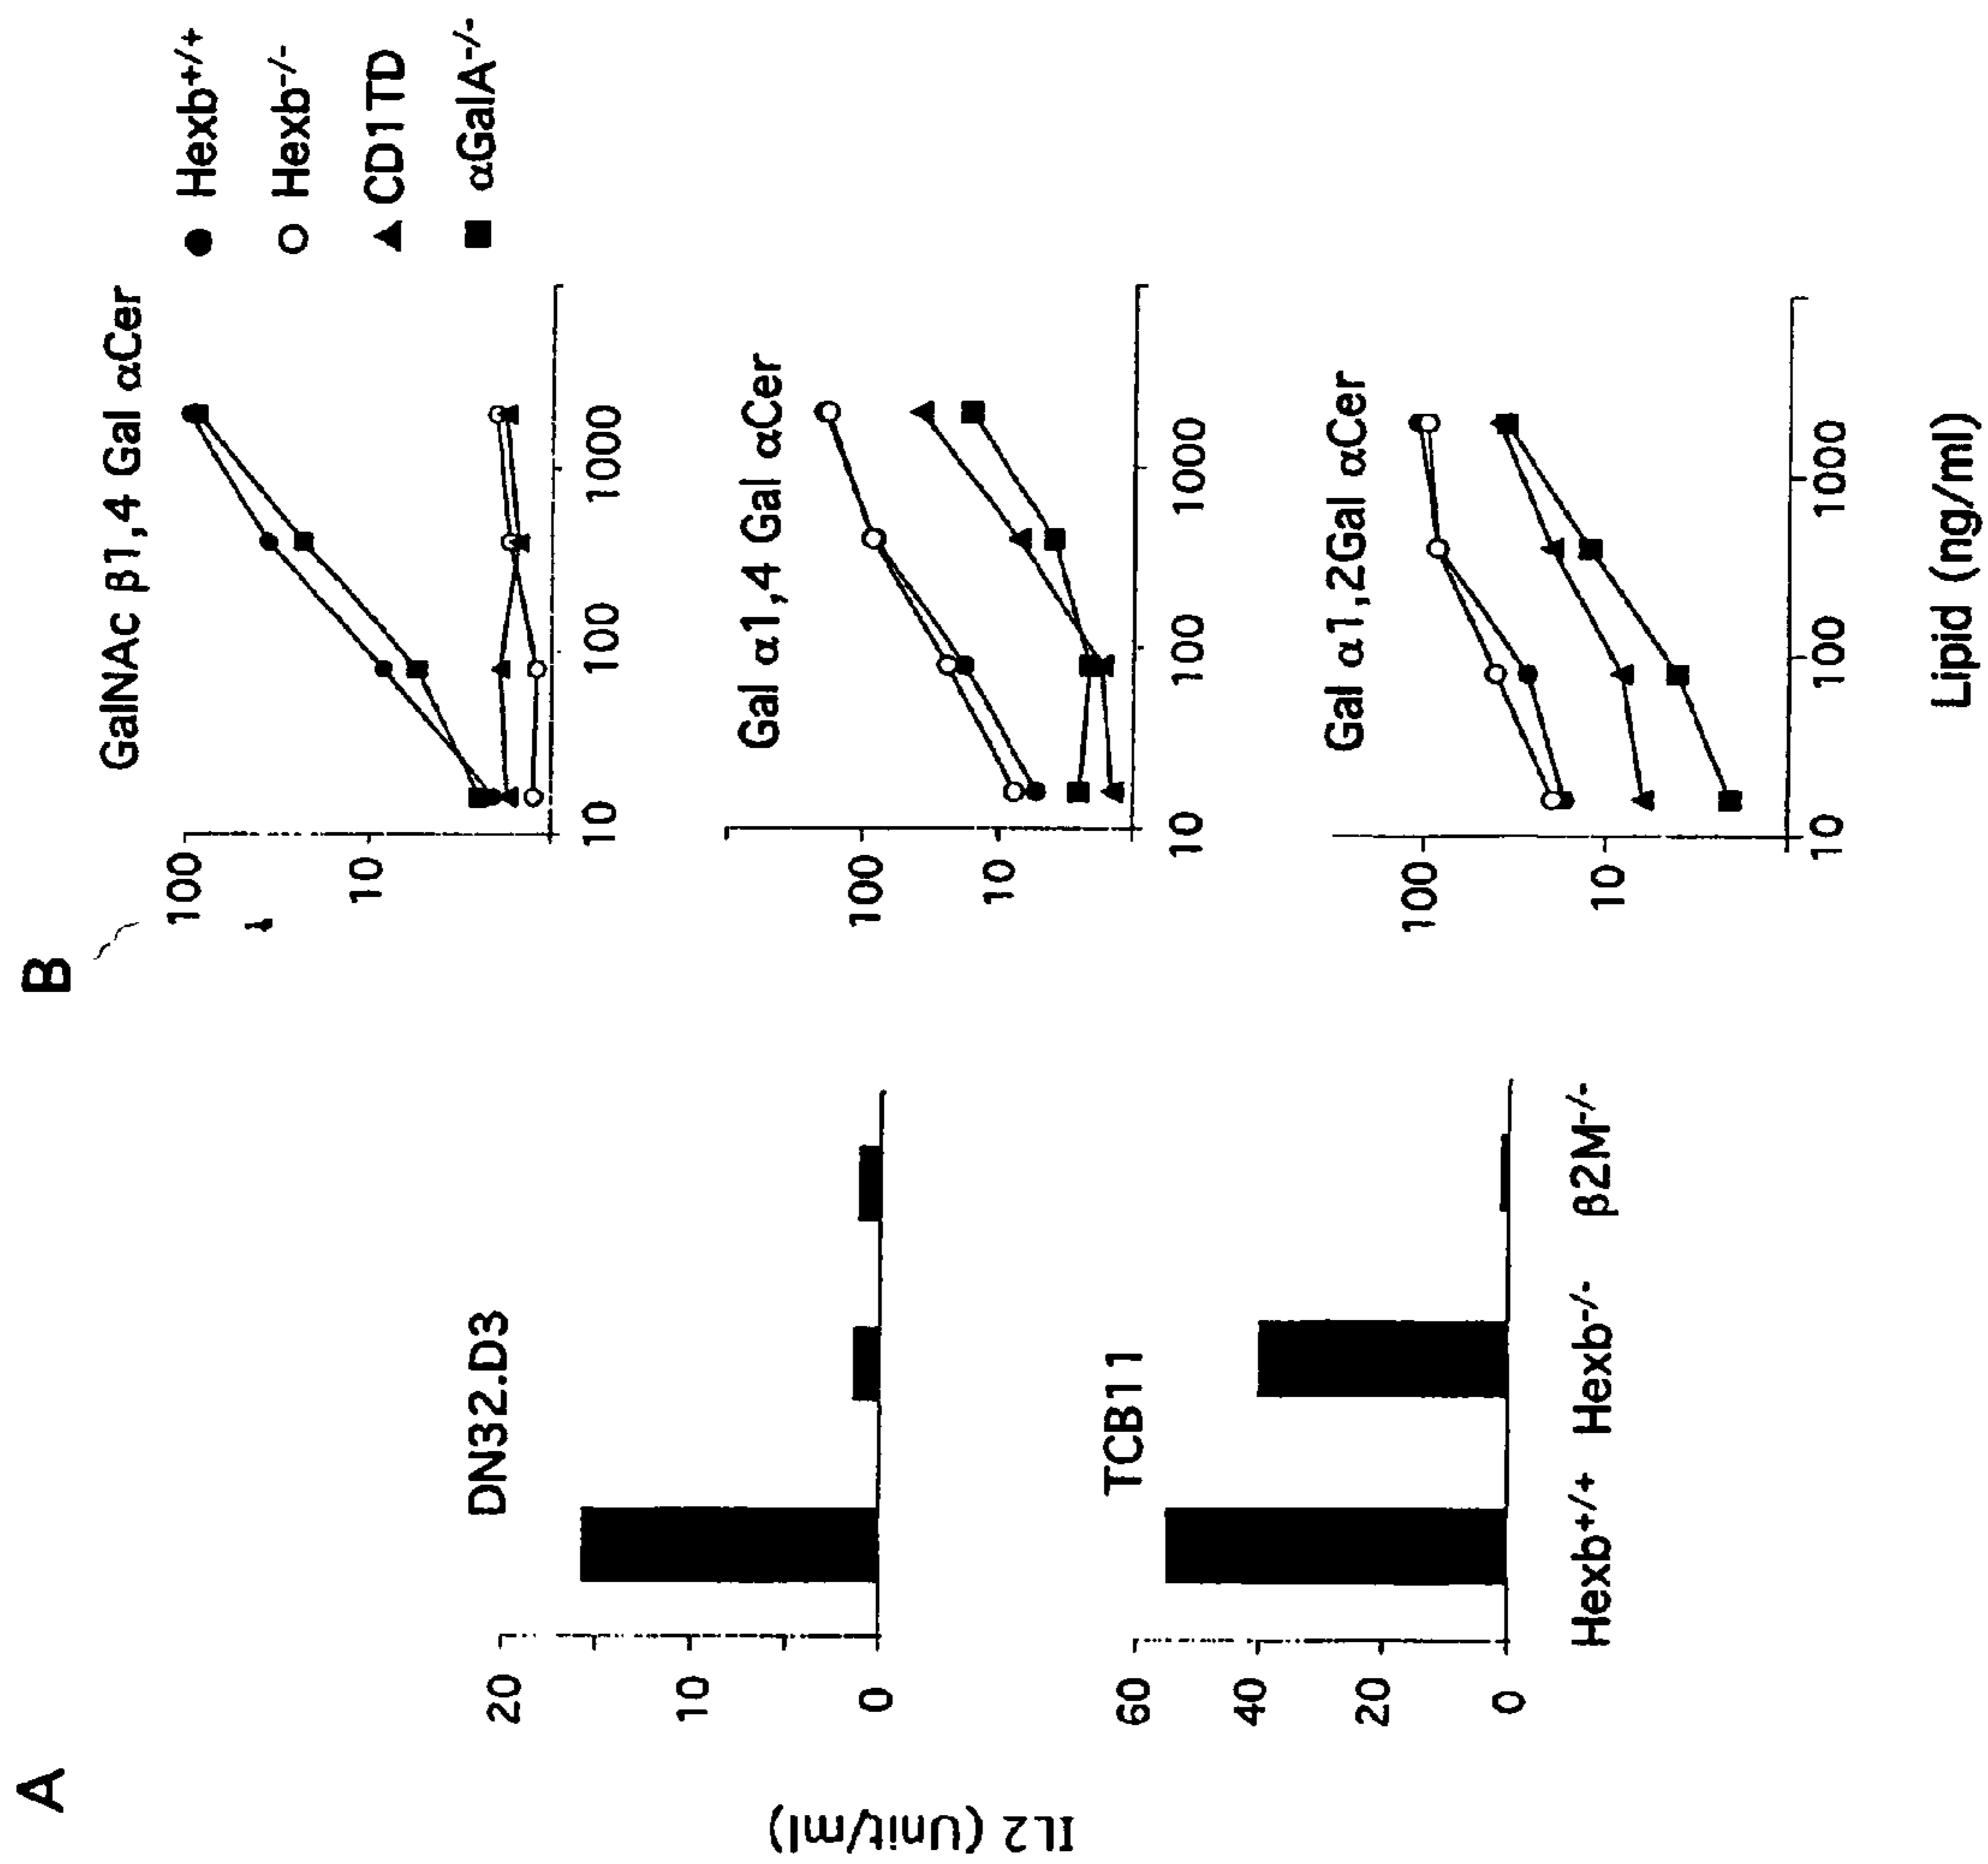 A
IL2 (Unit/ml)
DN32.D3
20
10
0
TCB11
60
40
20
0
Hexb+/+ Hexb-/- β2M-/-
B
GalNAc β1,4 Gal αCer
100
10
10 100 1000
● Hexb+/+
○ Hexb-/-
▲ CD1TD
■ αGalA-/-
Gal α1,4 Gal αCer
100
10
10 100 1000
Gal α1,2Gal αCer
100
10
10 100 1000
Lipid (ng/ml)